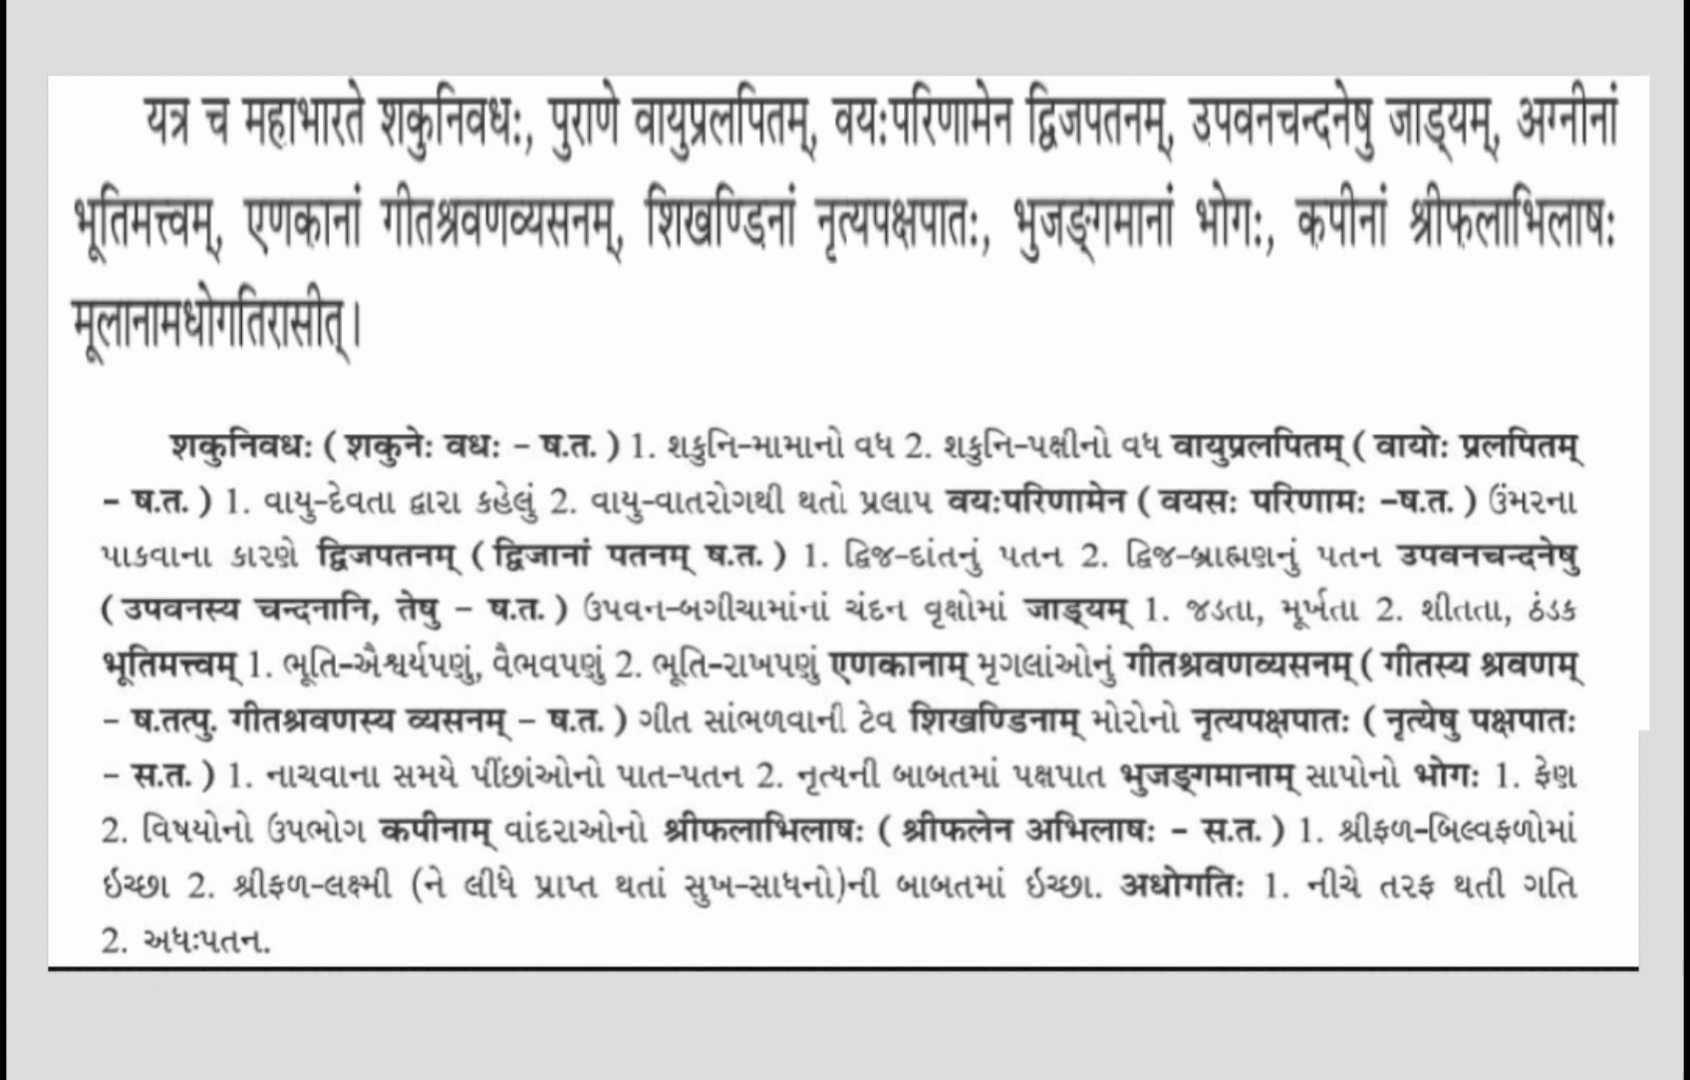 यत्र च महाभारते शकुनिवधः, पुराणे वायुप्रलपितम्, वयःपरिणामेन द्विजपतनम्, उपवनचन्दनेषु जाड्यम्, अग्नीनां
भूतिमत्त्वम्, एणकानां गीतश्रवणव्यसनम्, शिखण्डिनां नृत्यपक्षपातः, भुजङ्गमानां भोगः, कपीनां श्रीफलाभिलाषः
मूलानामधोगतिरासीत्।
शकुनिवधः ( शकुनेः वधः - ष.त. ) 1. શકુનિ-મામાનો વધ 2. શકુનિ-પક્ષીનો વધ वायुप्रलपितम् ( वायोः प्रलपितम्
- ष.त. ) 1. વાયુ-દેવતા દ્વારા કહેલું 2. વાયુ-વાતરોગથી થતો પ્રલાપ वयःपरिणामेन ( वयसः परिणामः -ष.त. ) ઉંમરના
પાકવાના કારણે द्विजपतनम् ( द्विजानां पतनम् ष.त. ) 1. દ્વિજ-દાંતનું પતન 2. દ્વિજ-બ્રાહ્મણનું પતન उपवनचन्दनेषु
( उपवनस्य चन्दनानि, तेषु - ष.त. ) ઉપવન-બગીચામાંનાં ચંદન વૃક્ષોમાં जाड्यम् 1. જડતા, મૂર્ખતા 2. શીતતા, ઠંડક
भूतिमत्त्वम् 1. ભૂતિ-ઐશ્વર્યપણું, વૈભવપણું 2. ભૂતિ-રાખપણું एणकानाम् મૃગલાંઓનું गीतश्रवणव्यसनम् ( गीतस्य श्रवणम्
- ष.तत्पु. गीतश्रवणस्य व्यसनम् - ष.त. ) ગીત સાંભળવાની ટેવ शिखण्डिनाम् મોરોનો नृत्यपक्षपातः ( नृत्येषु पक्षपातः
- स.त. ) 1. નાચવાના સમયે પીંછાંઓનો પાત-પતન 2. નૃત્યની બાબતમાં પક્ષપાત भुजङ्गमानाम् સાપોનો भोगः 1. ફેણ
2. વિષયોનો ઉપભોગ कपीनाम् વાંદરાઓનો श्रीफलाभिलाषः ( श्रीफलेन अभिलाषः - स.त. ) 1. શ્રીફળ-બિલ્વફળોમાં
ઇચ્છા 2. શ્રીફળ-લક્ષ્મી (ને લીધે પ્રાપ્ત થતાં સુખ-સાધનો)ની બાબતમાં ઇચ્છા. अधोगतिः 1. નીચે તરફ થતી ગતિ
2. અધઃપતન.